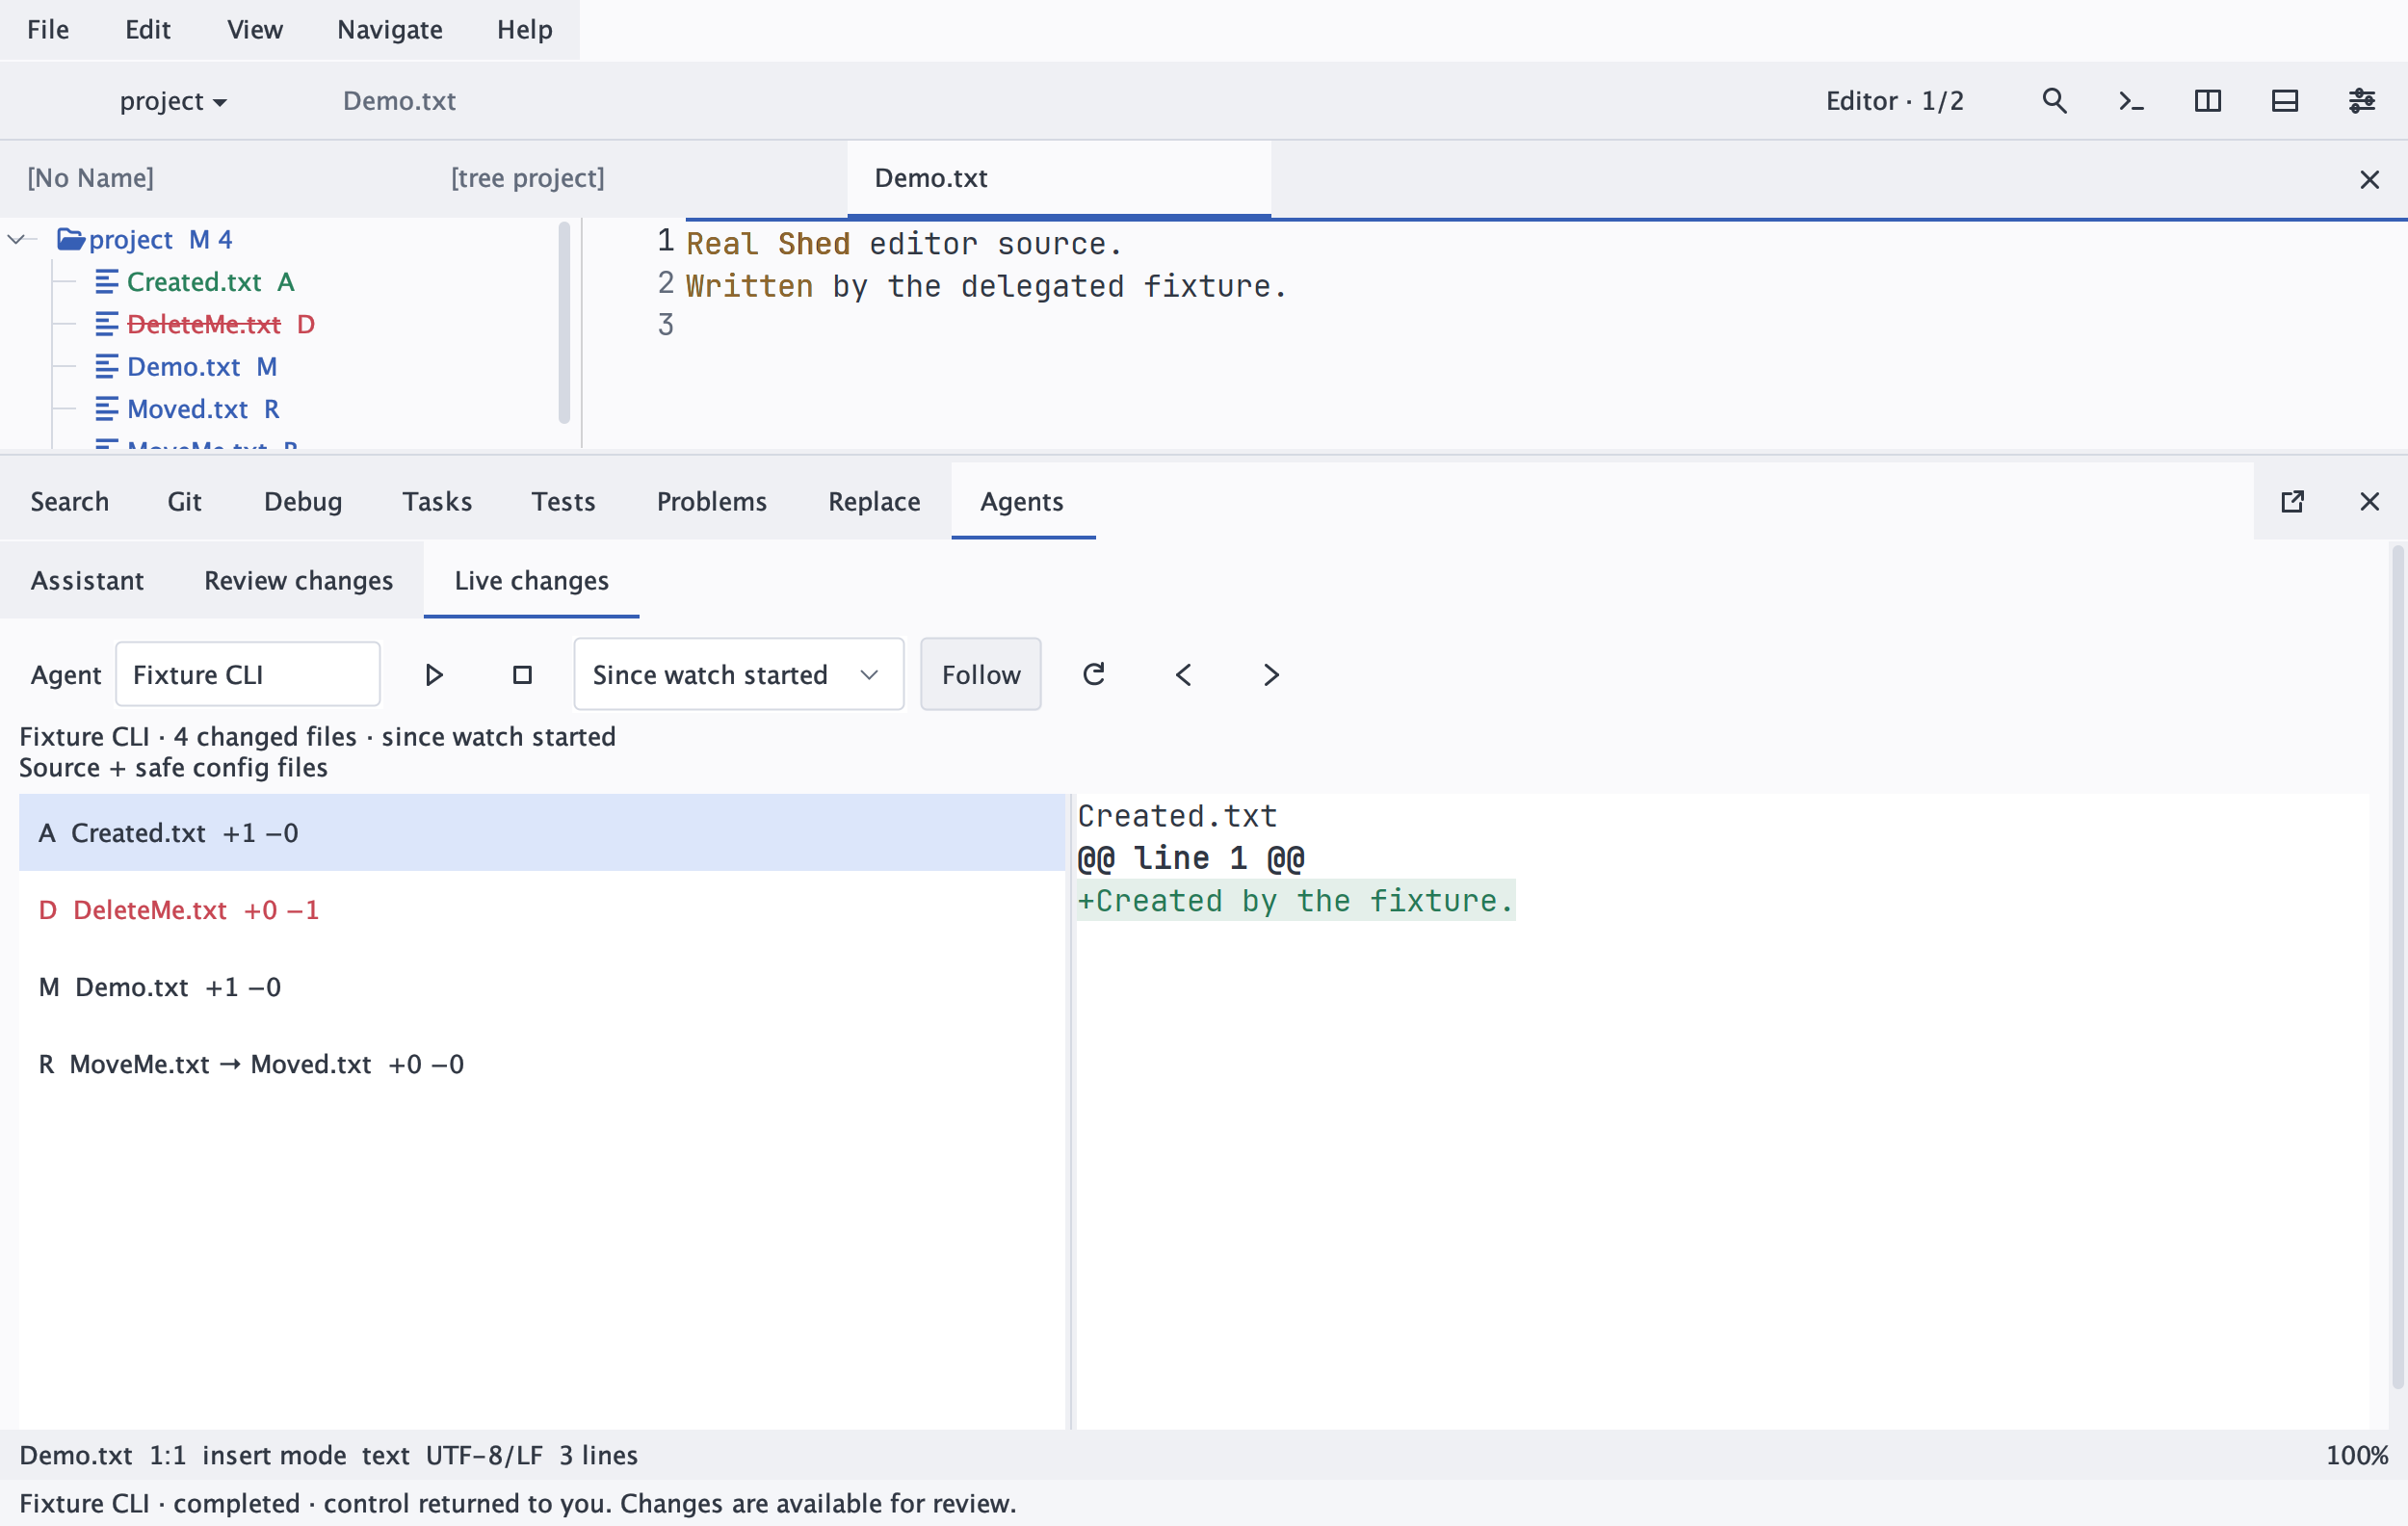 File Edit View Navigate Help
project Demo.txt Editor · 1/2
[No Name] [tree project] Demo.txt
project M 4
Created.txt A
DeleteMe.txt D
Demo.txt M
Moved.txt R
MoveMe.txt R
1 Real Shed editor source.
2 Written by the delegated fixture.
3
Search Git Debug Tasks Tests Problems Replace Agents
Assistant Review changes Live changes
Agent Fixture CLI Since watch started Follow
Fixture CLI · 4 changed files · since watch started
Source + safe config files
A Created.txt +1 −0
D DeleteMe.txt +0 −1
M Demo.txt +1 −0
R MoveMe.txt → Moved.txt +0 −0
Created.txt
@@ line 1 @@
+Created by the fixture.
Demo.txt 1:1 insert mode text UTF-8/LF 3 lines 100%
Fixture CLI · completed · control returned to you. Changes are available for review.